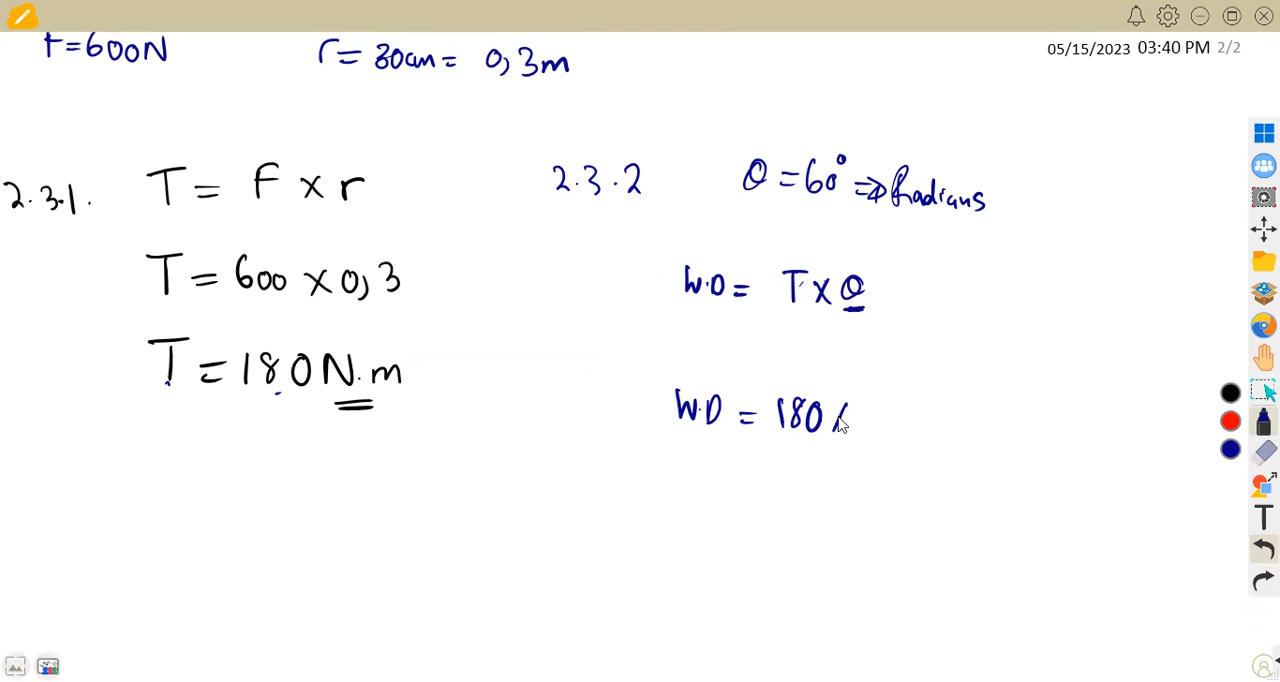 05/15/2023 03:40 PM 2/2
F=600N r= 30cm= 0,3m
2.3.1. T= F x r
T= 600 x 0,3
T=180N.m
2.3.2 θ=60° => Radians
W.D= T x θ
W.D = 180
T